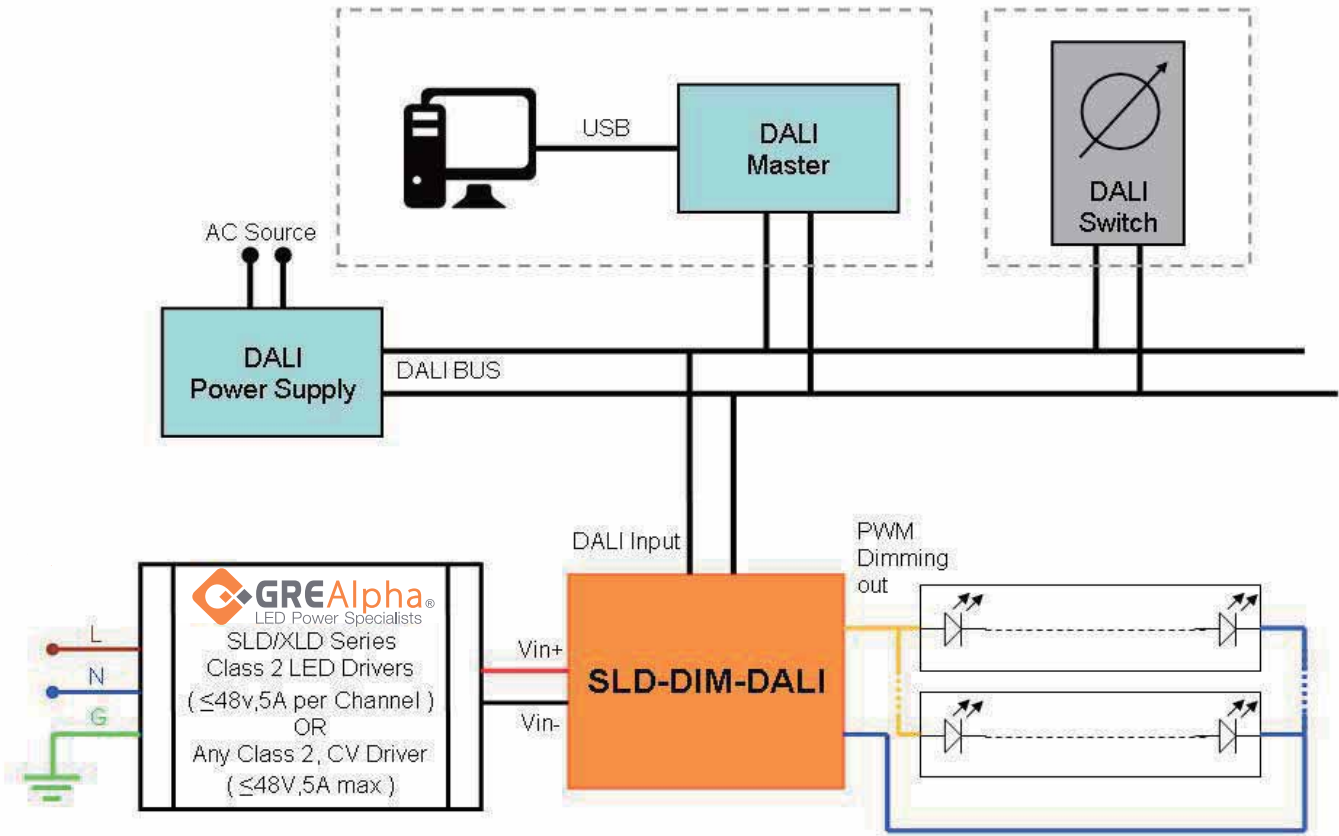 USB
DALI
Master
DALI
Switch
AC Source
DALI
Power Supply
DALI BUS
DALI Input
PWM
Dimming
out
GREAlpha®
LED Power Specialists
SLD/XLD Series
Class 2 LED Drivers
( ≤48v,5A per Channel )
OR
Any Class 2, CV Driver
( ≤48V,5A max )
L
N
G
Vin+
Vin-
SLD-DIM-DALI